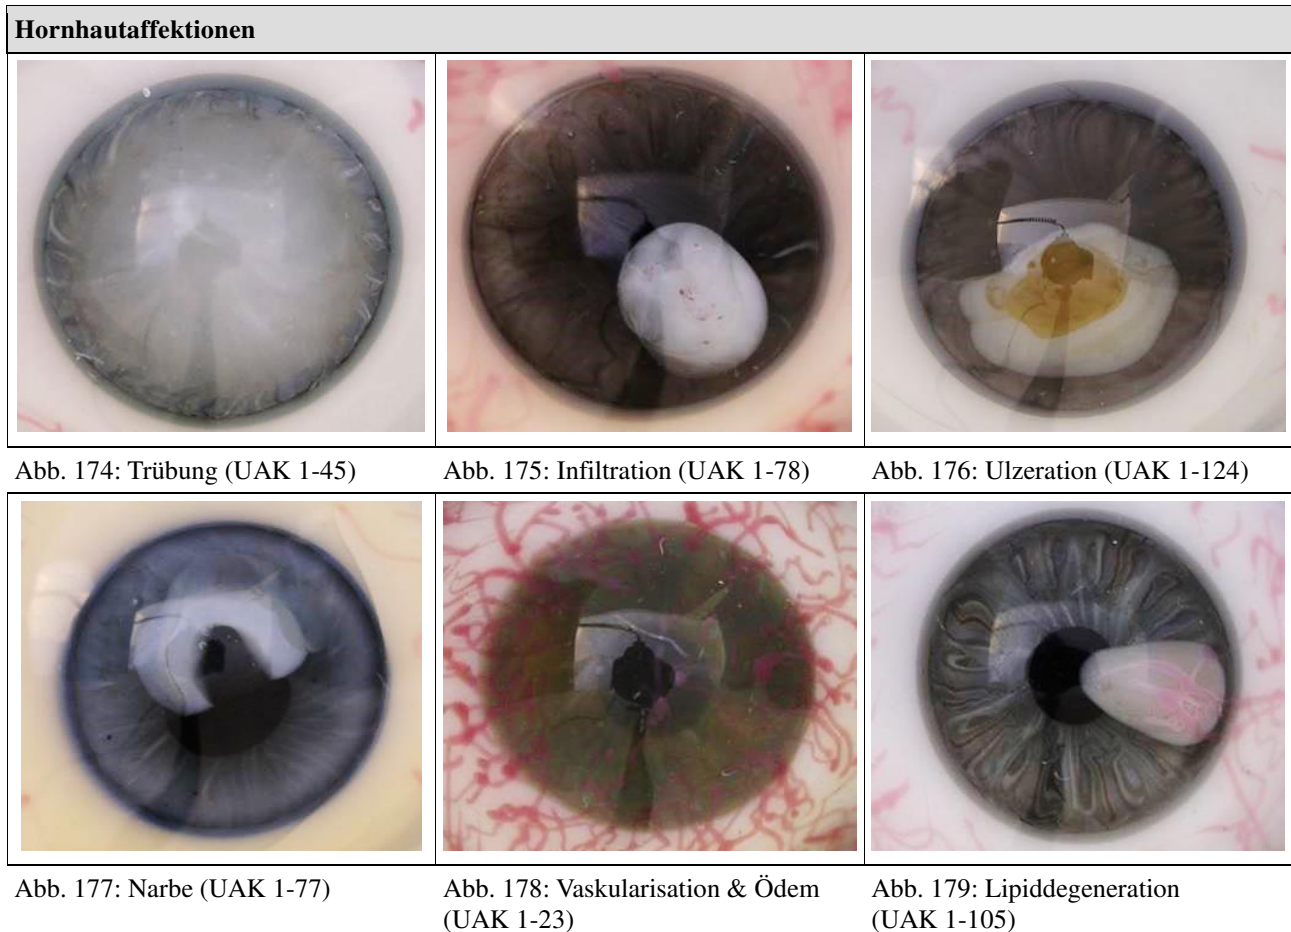 Hornhautaffektionen
Abb. 174: Trübung (UAK 1-45)
Abb. 175: Infiltration (UAK 1-78)
Abb. 176: Ulzeration (UAK 1-124)
Abb. 177: Narbe (UAK 1-77)
Abb. 178: Vaskularisation & Ödem
(UAK 1-23)
Abb. 179: Lipiddegeneration
(UAK 1-105)